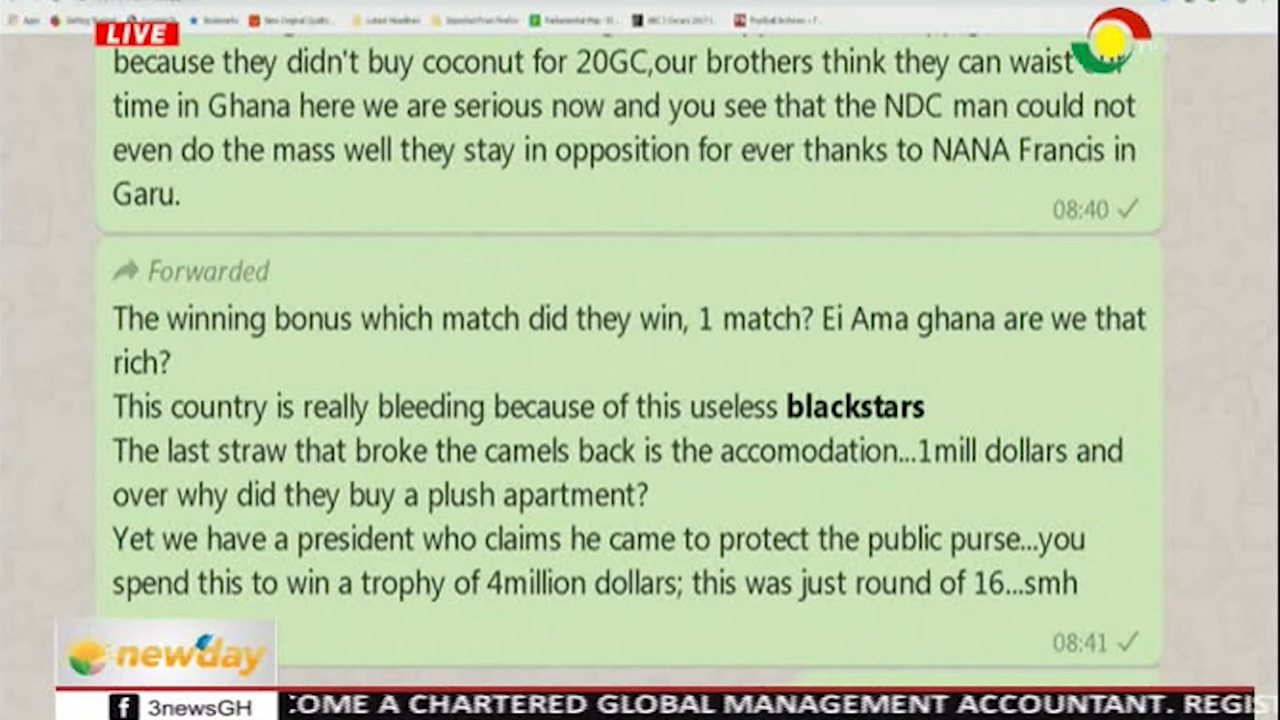 Apps
Bookmarks
Latest Headlines
LIVE
because they didn't buy coconut for 20GC,our brothers think they can waist
time in Ghana here we are serious now and you see that the NDC man could not
even do the mass well they stay in opposition for ever thanks to NANA Francis in
Garu.
08:40
Forwarded
The winning bonus which match did they win, 1 match? Ei Ama ghana are we that
rich?
This country is really bleeding because of this useless blackstars
The last straw that broke the camels back is the accomodation...1mill dollars and
over why did they buy a plush apartment?
Yet we have a president who claims he came to protect the public purse...you
spend this to win a trophy of 4million dollars; this was just round of 16...smh
08:41
newday
3newsGH
COME A CHARTERED GLOBAL MANAGEMENT ACCOUNTANT. REGIS